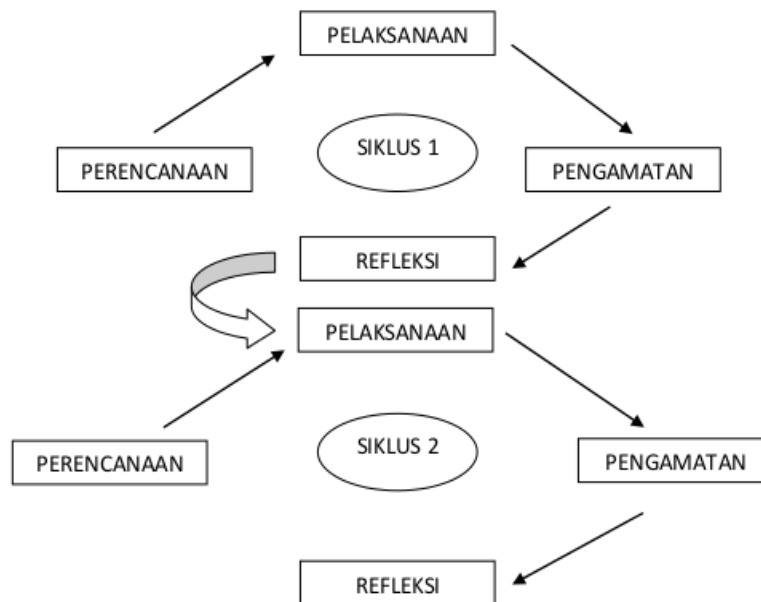 PELAKSANAAN
SIKLUS 1
PERENCANAAN
PENGAMATAN
REFLEKSI
PELAKSANAAN
SIKLUS 2
PERENCANAAN
PENGAMATAN
REFLEKSI